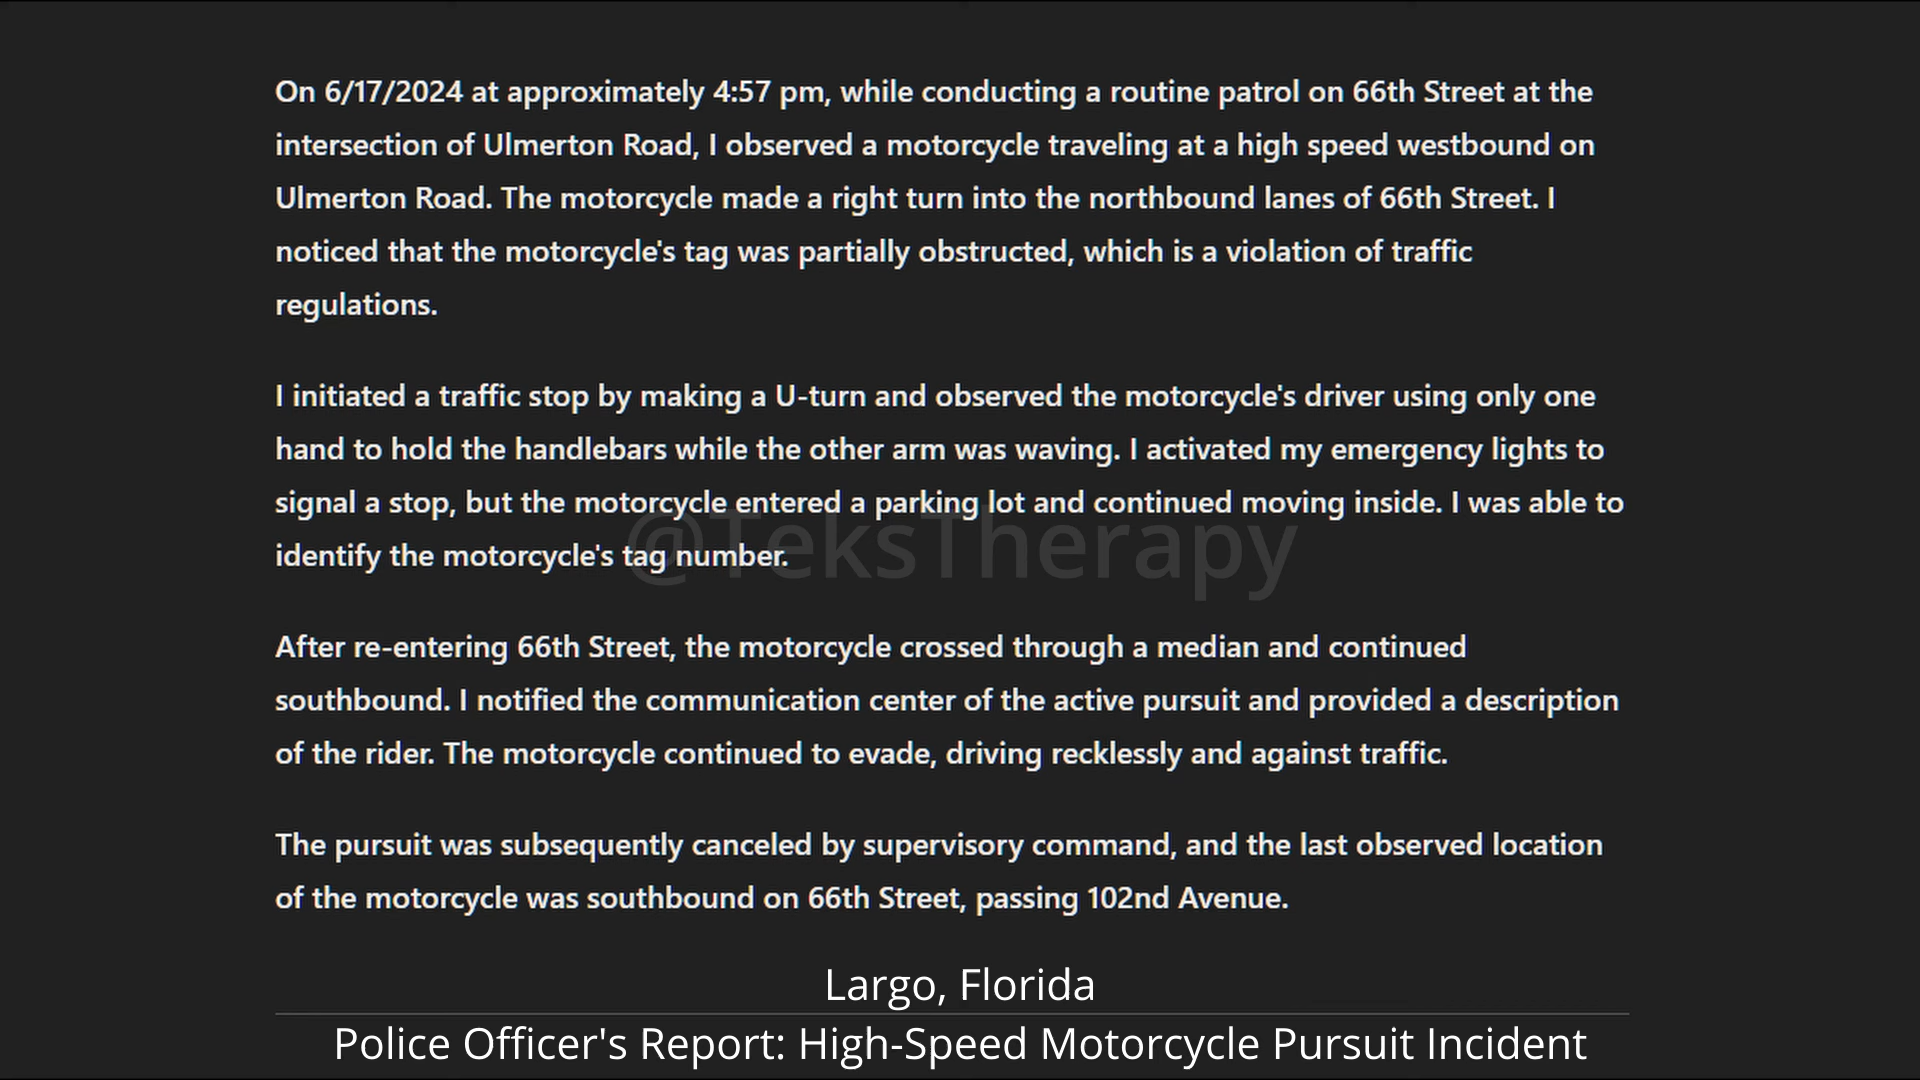 On 6/17/2024 at approximately 4:57 pm, while conducting a routine patrol on 66th Street at the
intersection of Ulmerton Road, I observed a motorcycle traveling at a high speed westbound on
Ulmerton Road. The motorcycle made a right turn into the northbound lanes of 66th Street. I
noticed that the motorcycle's tag was partially obstructed, which is a violation of traffic
regulations.
I initiated a traffic stop by making a U-turn and observed the motorcycle's driver using only one
hand to hold the handlebars while the other arm was waving. I activated my emergency lights to
signal a stop, but the motorcycle entered a parking lot and continued moving inside. I was able to
identify the motorcycle's tag number.
@TeksTherapy
After re-entering 66th Street, the motorcycle crossed through a median and continued
southbound. I notified the communication center of the active pursuit and provided a description
of the rider. The motorcycle continued to evade, driving recklessly and against traffic.
The pursuit was subsequently canceled by supervisory command, and the last observed location
of the motorcycle was southbound on 66th Street, passing 102nd Avenue.
Largo, Florida
Police Officer's Report: High-Speed Motorcycle Pursuit Incident